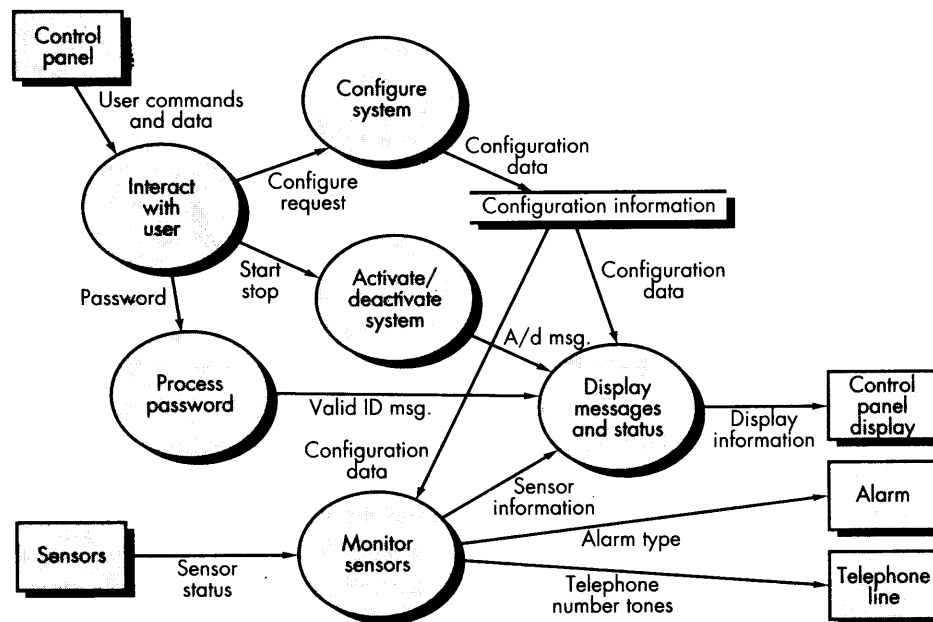 Control
panel
User commands
and data
Configure
system
Configuration
data
Interact
with
user
Configure
request
Configuration information
Start
stop
Activate/
deactivate
system
Configuration
data
Password
A/d msg.
Process
password
Valid ID msg.
Display
messages
and status
Display
information
Control
panel
display
Configuration
data
Sensor
information
Alarm
Sensors
Sensor
status
Monitor
sensors
Alarm type
Telephone
number tones
Telephone
line